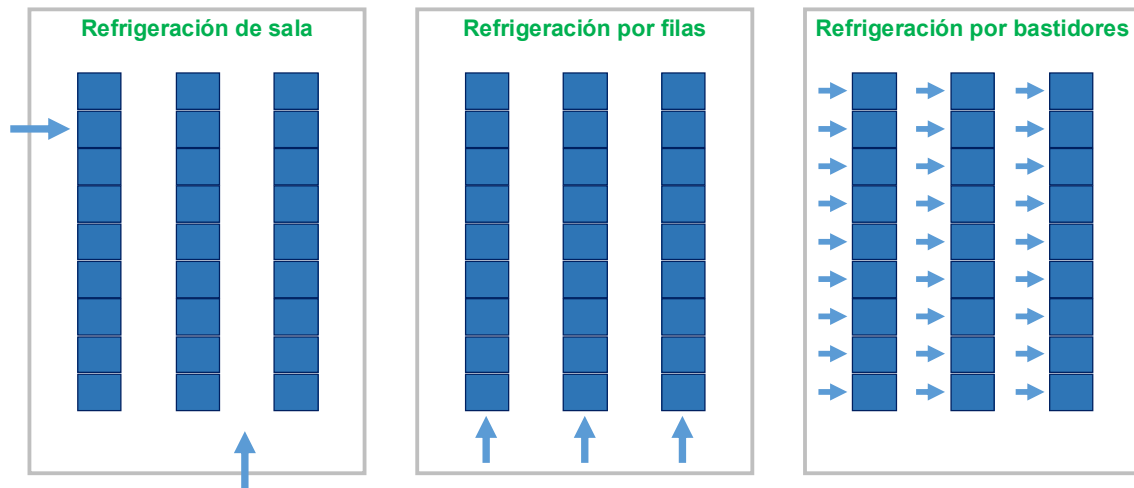 Refrigeración de sala
Refrigeración por filas
Refrigeración por bastidores